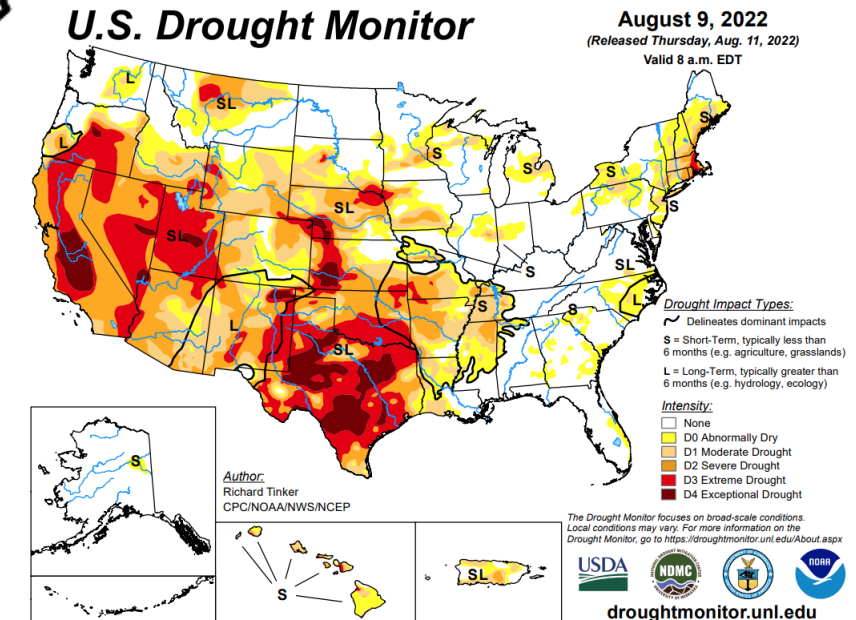 U.S. Drought Monitor
August 9, 2022
(Released Thursday, Aug. 11, 2022)
Valid 8 a.m. EDT
L
SL
S
L
S
S
S
S
SL
SL
SL
S
L
S
L
S
SL
Drought Impact Types:
Delineates dominant impacts
S = Short-Term, typically less than
6 months (e.g. agriculture, grasslands)
L = Long-Term, typically greater than
6 months (e.g. hydrology, ecology)
Intensity:
None
D0 Abnormally Dry
D1 Moderate Drought
D2 Severe Drought
D3 Extreme Drought
D4 Exceptional Drought
S
Author:
Richard Tinker
CPC/NOAA/NWS/NCEP
S
SL
The Drought Monitor focuses on broad-scale conditions.
Local conditions may vary. For more information on the
Drought Monitor, go to https://droughtmonitor.unl.edu/About.aspx
USDA
NDMC
NOAA
droughtmonitor.unl.edu